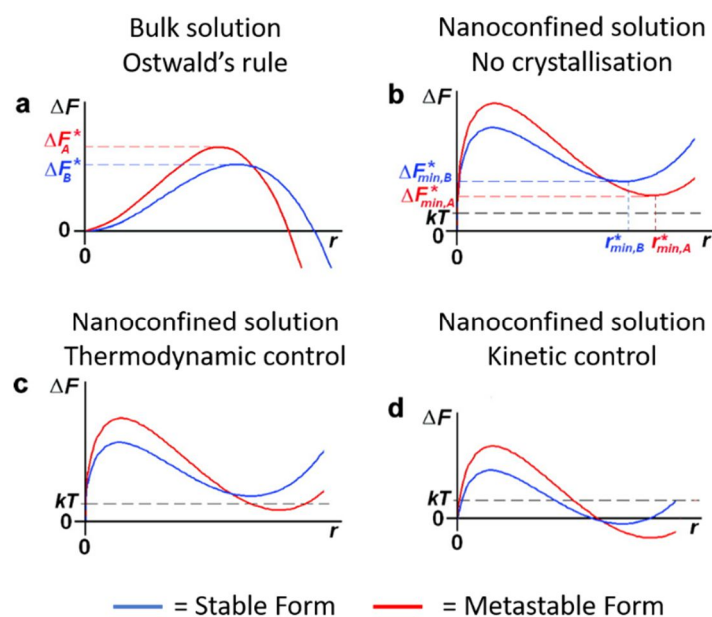 Bulk solution
Ostwald's rule
a
ΔF
ΔF*A
ΔF*B
0
r
0
Nanoconfined solution
No crystallisation
b
ΔF
ΔF*min,B
ΔF*min,A
kT
0
r*min,B
r*min,A
r
0
Nanoconfined solution
Thermodynamic control
c
ΔF
kT
0
r
0
Nanoconfined solution
Kinetic control
d
ΔF
kT
0
r
0
= Stable Form
= Metastable Form